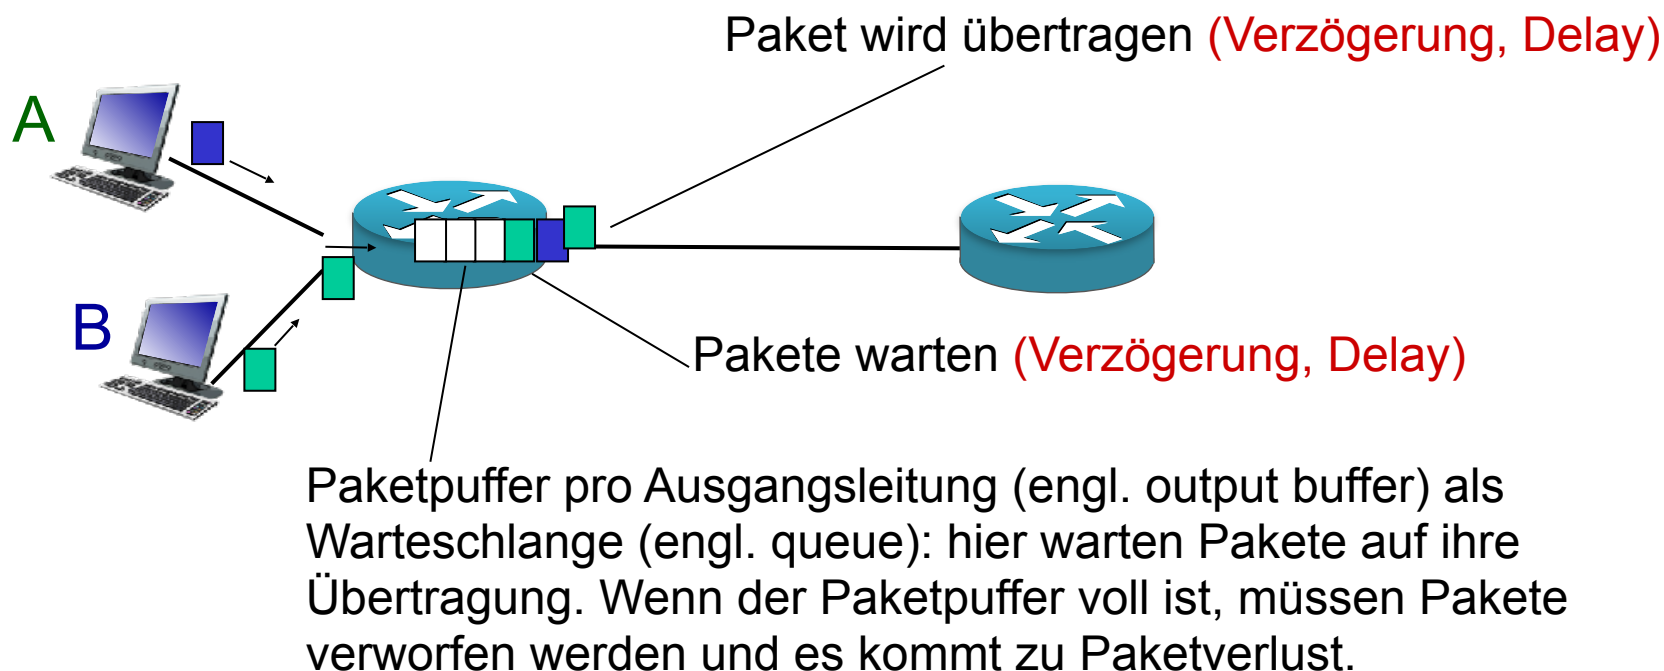 Paket wird übertragen (Verzögerung, Delay)
A
B
Pakete warten (Verzögerung, Delay)
Paketpuffer pro Ausgangsleitung (engl. output buffer) als
Warteschlange (engl. queue): hier warten Pakete auf ihre
Übertragung. Wenn der Paketpuffer voll ist, müssen Pakete
verworfen werden und es kommt zu Paketverlust.